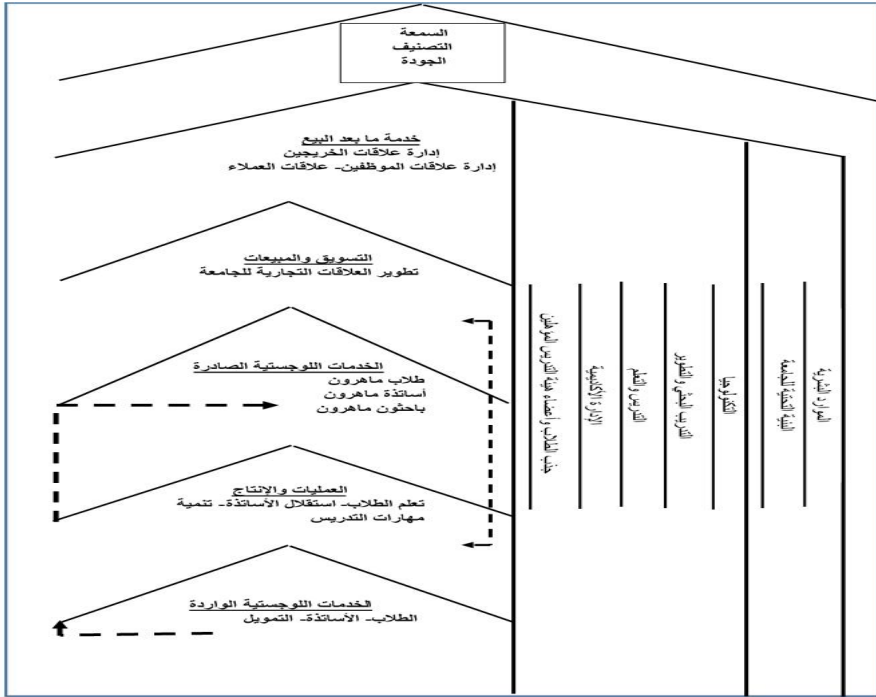 السمعة
التصنيف
الجودة
خدمة ما بعد البيع
إدارة علاقات الخريجين
إدارة علاقات الموظفين- علاقات العملاء
التسويق والمبيعات
تطوير العلاقات التجارية للجامعة
الخدمات اللوجستية الصادرة
طلاب ماهرون
أساتذة ماهرون
باحثون ماهرون
العمليات والإنتاج
تعلم الطلاب- استقلال الأساتذة- تنمية
مهارات التدريس
الخدمات اللوجستية الواردة
الطلاب- الأساتذة- التمويل
الموارد البشرية
البنية التحتية للجامعة
التكنولوجيا
التدريب البحثي والتطوير
التدريس والتعلم
الإدارة الأكاديمية
جذب الطلاب وأعضاء هيئة التدريس المؤهلين